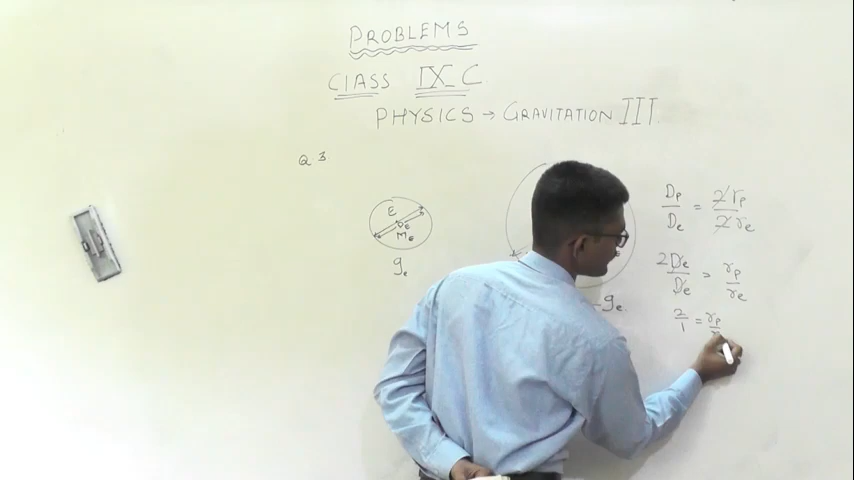 PROBLEMS
CLASS IX C.
PHYSICS → GRAVITATION III.
Q 3.
E
De
Me
ge
ge.
Dp/De = 2rp/2re
2De/De = rp/re
2/1 = rp/